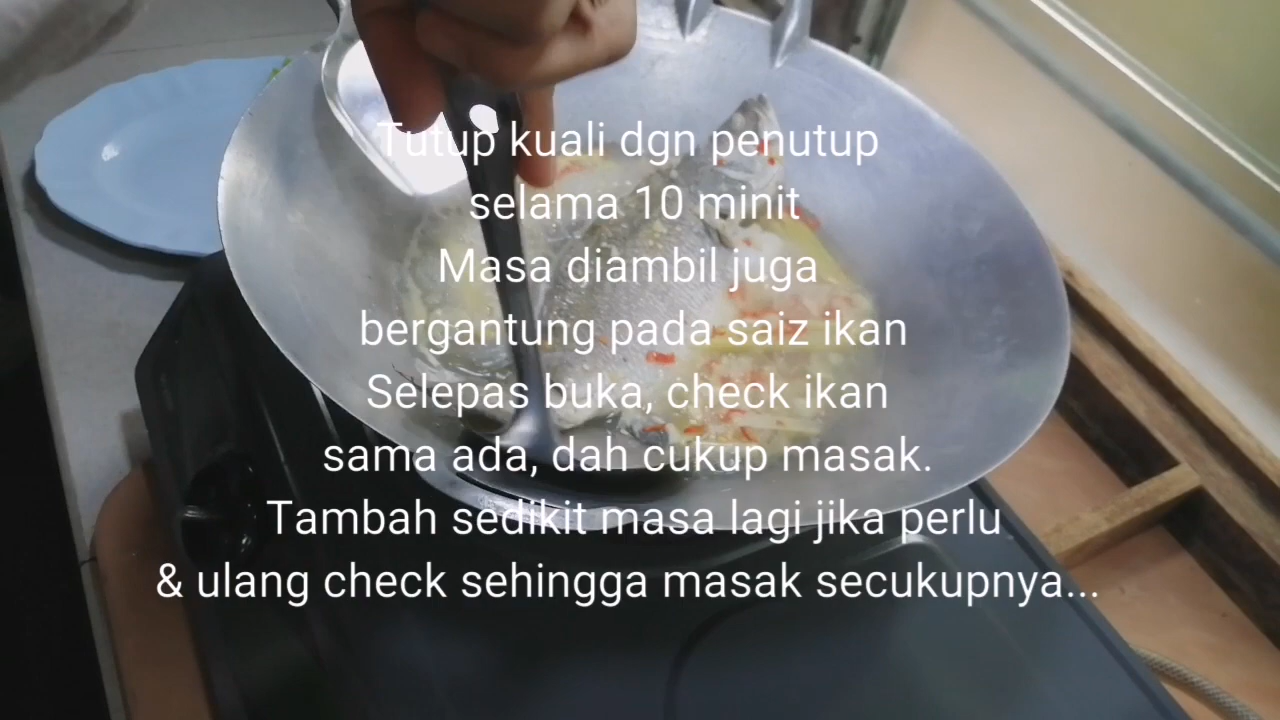 Tutup kuali dgn penutup
selama 10 minit
Masa diambil juga
bergantung pada saiz ikan
Selepas buka, check ikan
sama ada, dah cukup masak.
Tambah sedikit masa lagi jika perlu
& ulang check sehingga masak secukupnya...